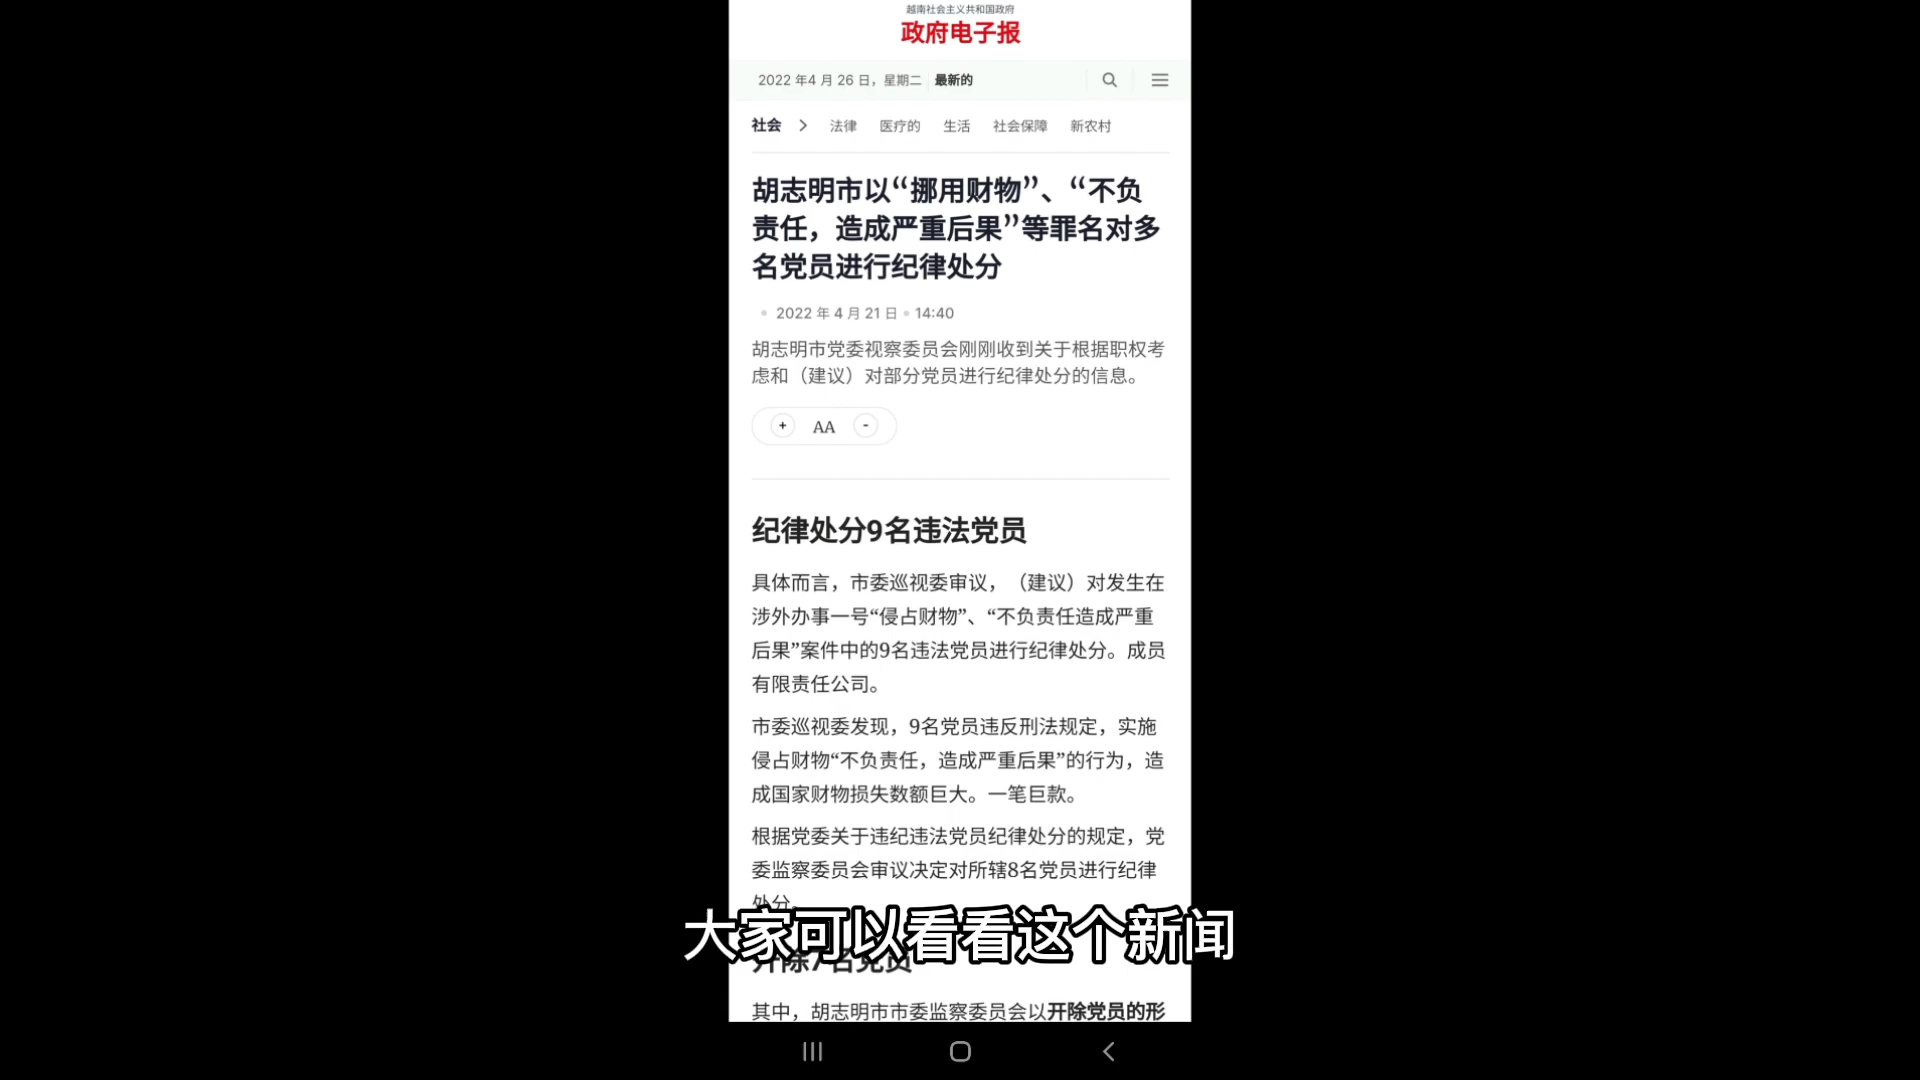 越南社会主义共和国政府
政府电子报
2022 年4 月 26 日，星期二 最新的
社会 > 法律 医疗的 生活 社会保障 新农村
胡志明市以“挪用财物”、“不负
责任，造成严重后果”等罪名对多
名党员进行纪律处分
2022 年 4 月 21 日 14:40
胡志明市党委视察委员会刚刚收到关于根据职权考
虑和（建议）对部分党员进行纪律处分的信息。
+ AA -
纪律处分9名违法党员
具体而言，市委巡视委审议，（建议）对发生在
涉外办事一号“侵占财物”、“不负责任造成严重
后果”案件中的9名违法党员进行纪律处分。成员
有限责任公司。
市委巡视委发现，9名党员违反刑法规定，实施
侵占财物“不负责任，造成严重后果”的行为，造
成国家财物损失数额巨大。一笔巨款。
根据党委关于违纪违法党员纪律处分的规定，党
委监察委员会审议决定对所辖8名党员进行纪律
处分。
大家可以看看这个新闻
开除7名党员
其中，胡志明市市委监察委员会以开除党员的形